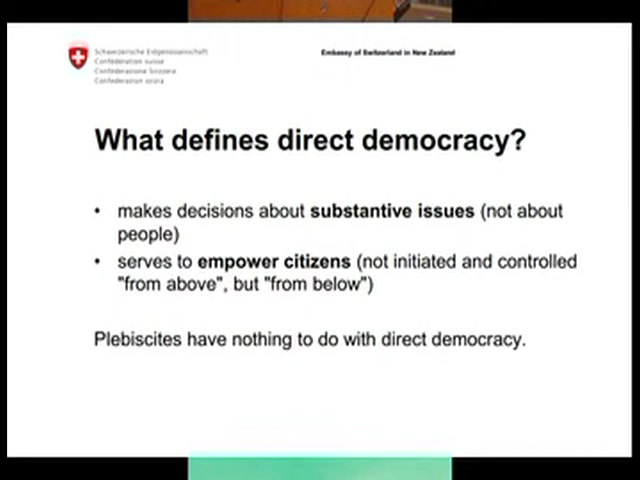 Schweizerische Eidgenossenschaft
Confédération suisse
Confederazione Svizzera
Confederaziun svizra
Embassy of Switzerland in New Zealand
What defines direct democracy?
• makes decisions about substantive issues (not about
people)
• serves to empower citizens (not initiated and controlled
"from above", but "from below")
Plebiscites have nothing to do with direct democracy.